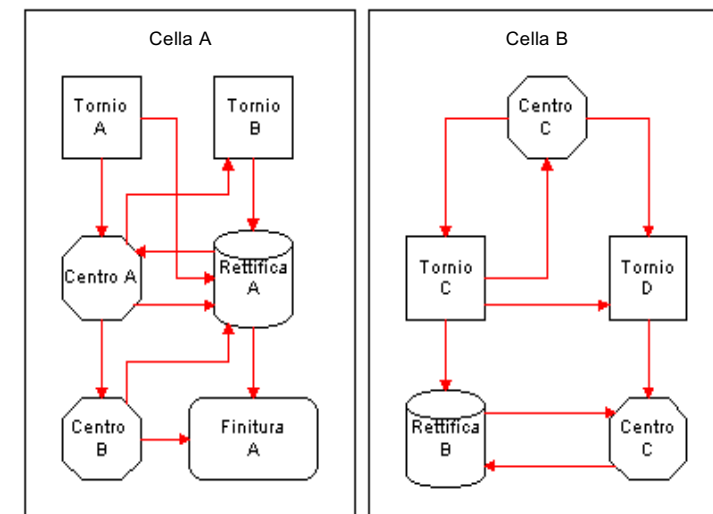 Cella A
Cella B
Tornio
A
Tornio
B
Centro
C
Centro A
Rettifica
A
Tornio
C
Tornio
D
Centro
B
Finitura
A
Rettifica
B
Centro
C